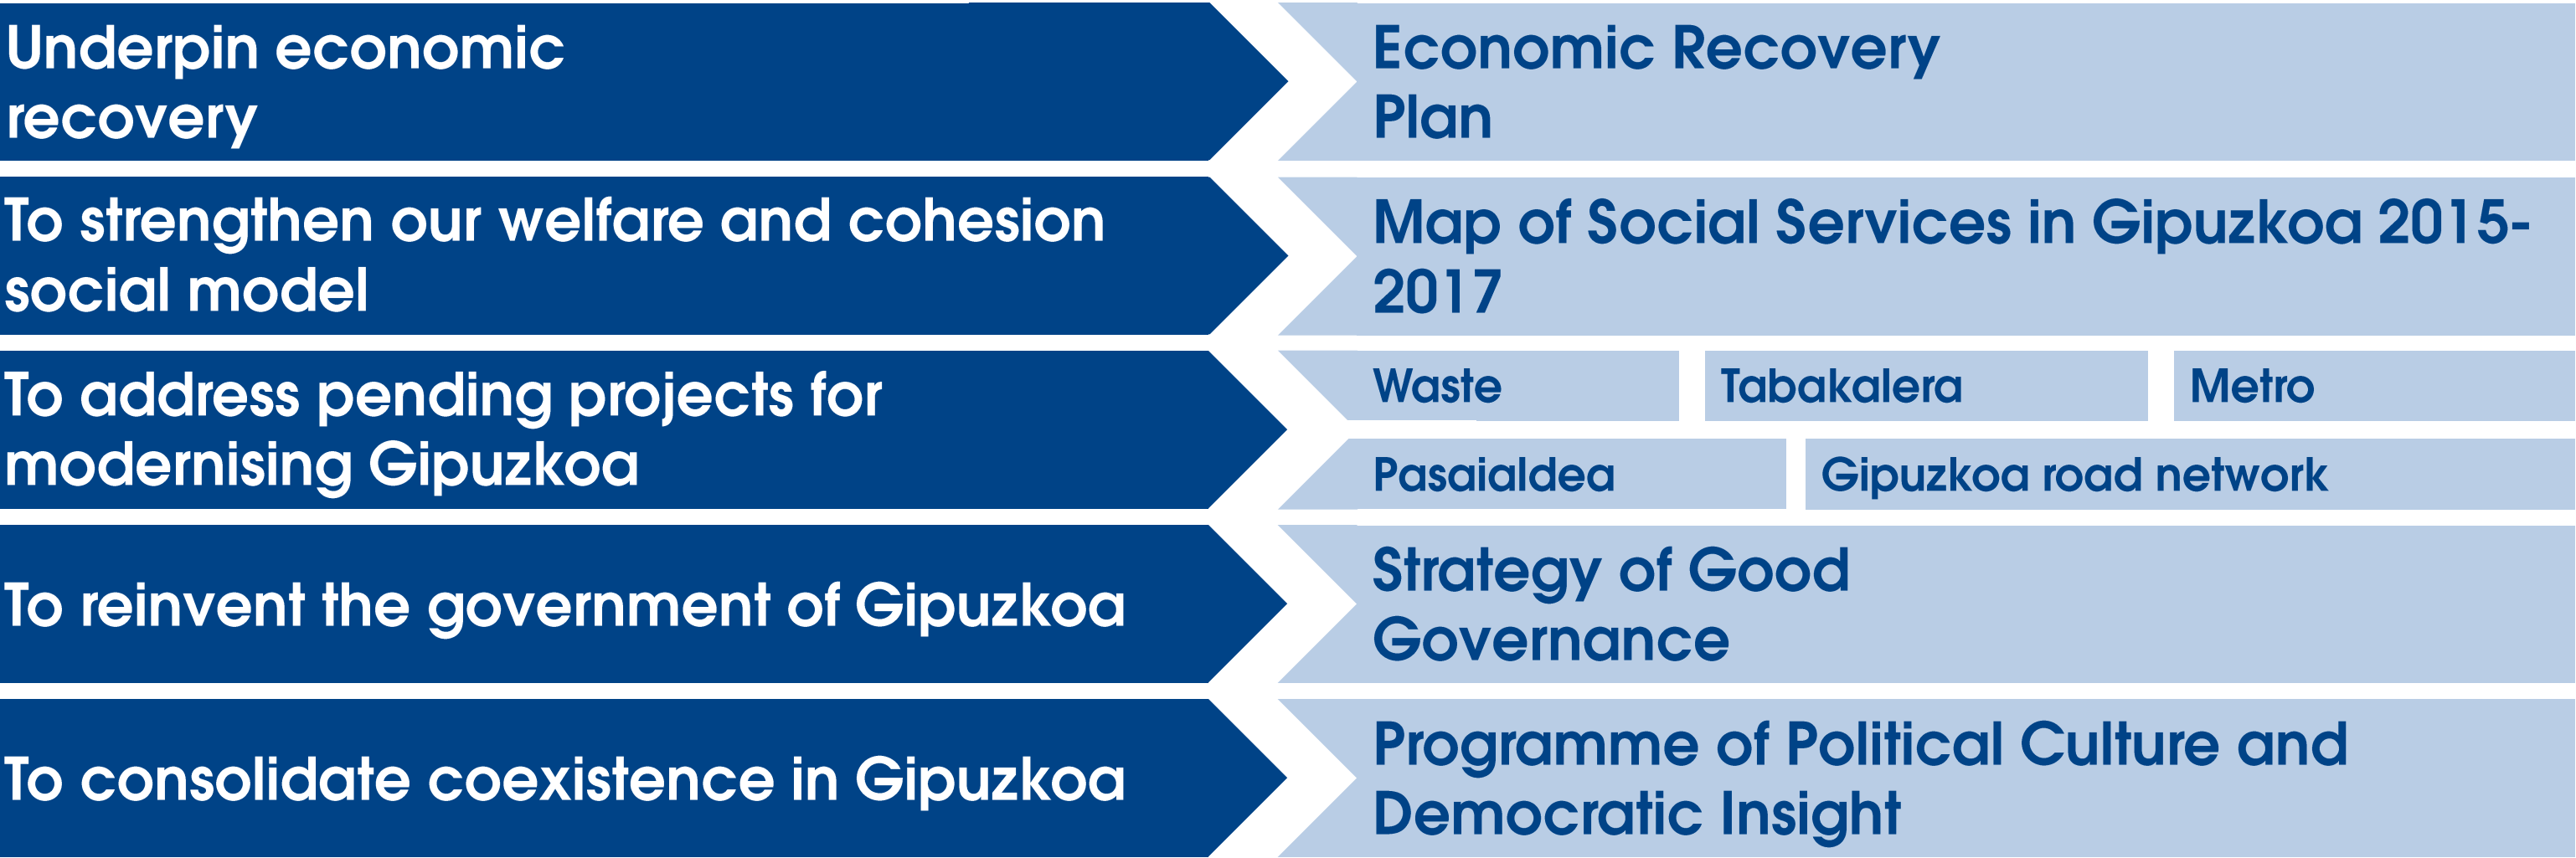 Underpin economic
recovery
Economic Recovery
Plan
To strengthen our welfare and cohesion
social model
Map of Social Services in Gipuzkoa 2015-
2017
To address pending projects for
modernising Gipuzkoa
Waste
Tabakalera
Metro
Pasaialdea
Gipuzkoa road network
To reinvent the government of Gipuzkoa
Strategy of Good
Governance
To consolidate coexistence in Gipuzkoa
Programme of Political Culture and
Democratic Insight